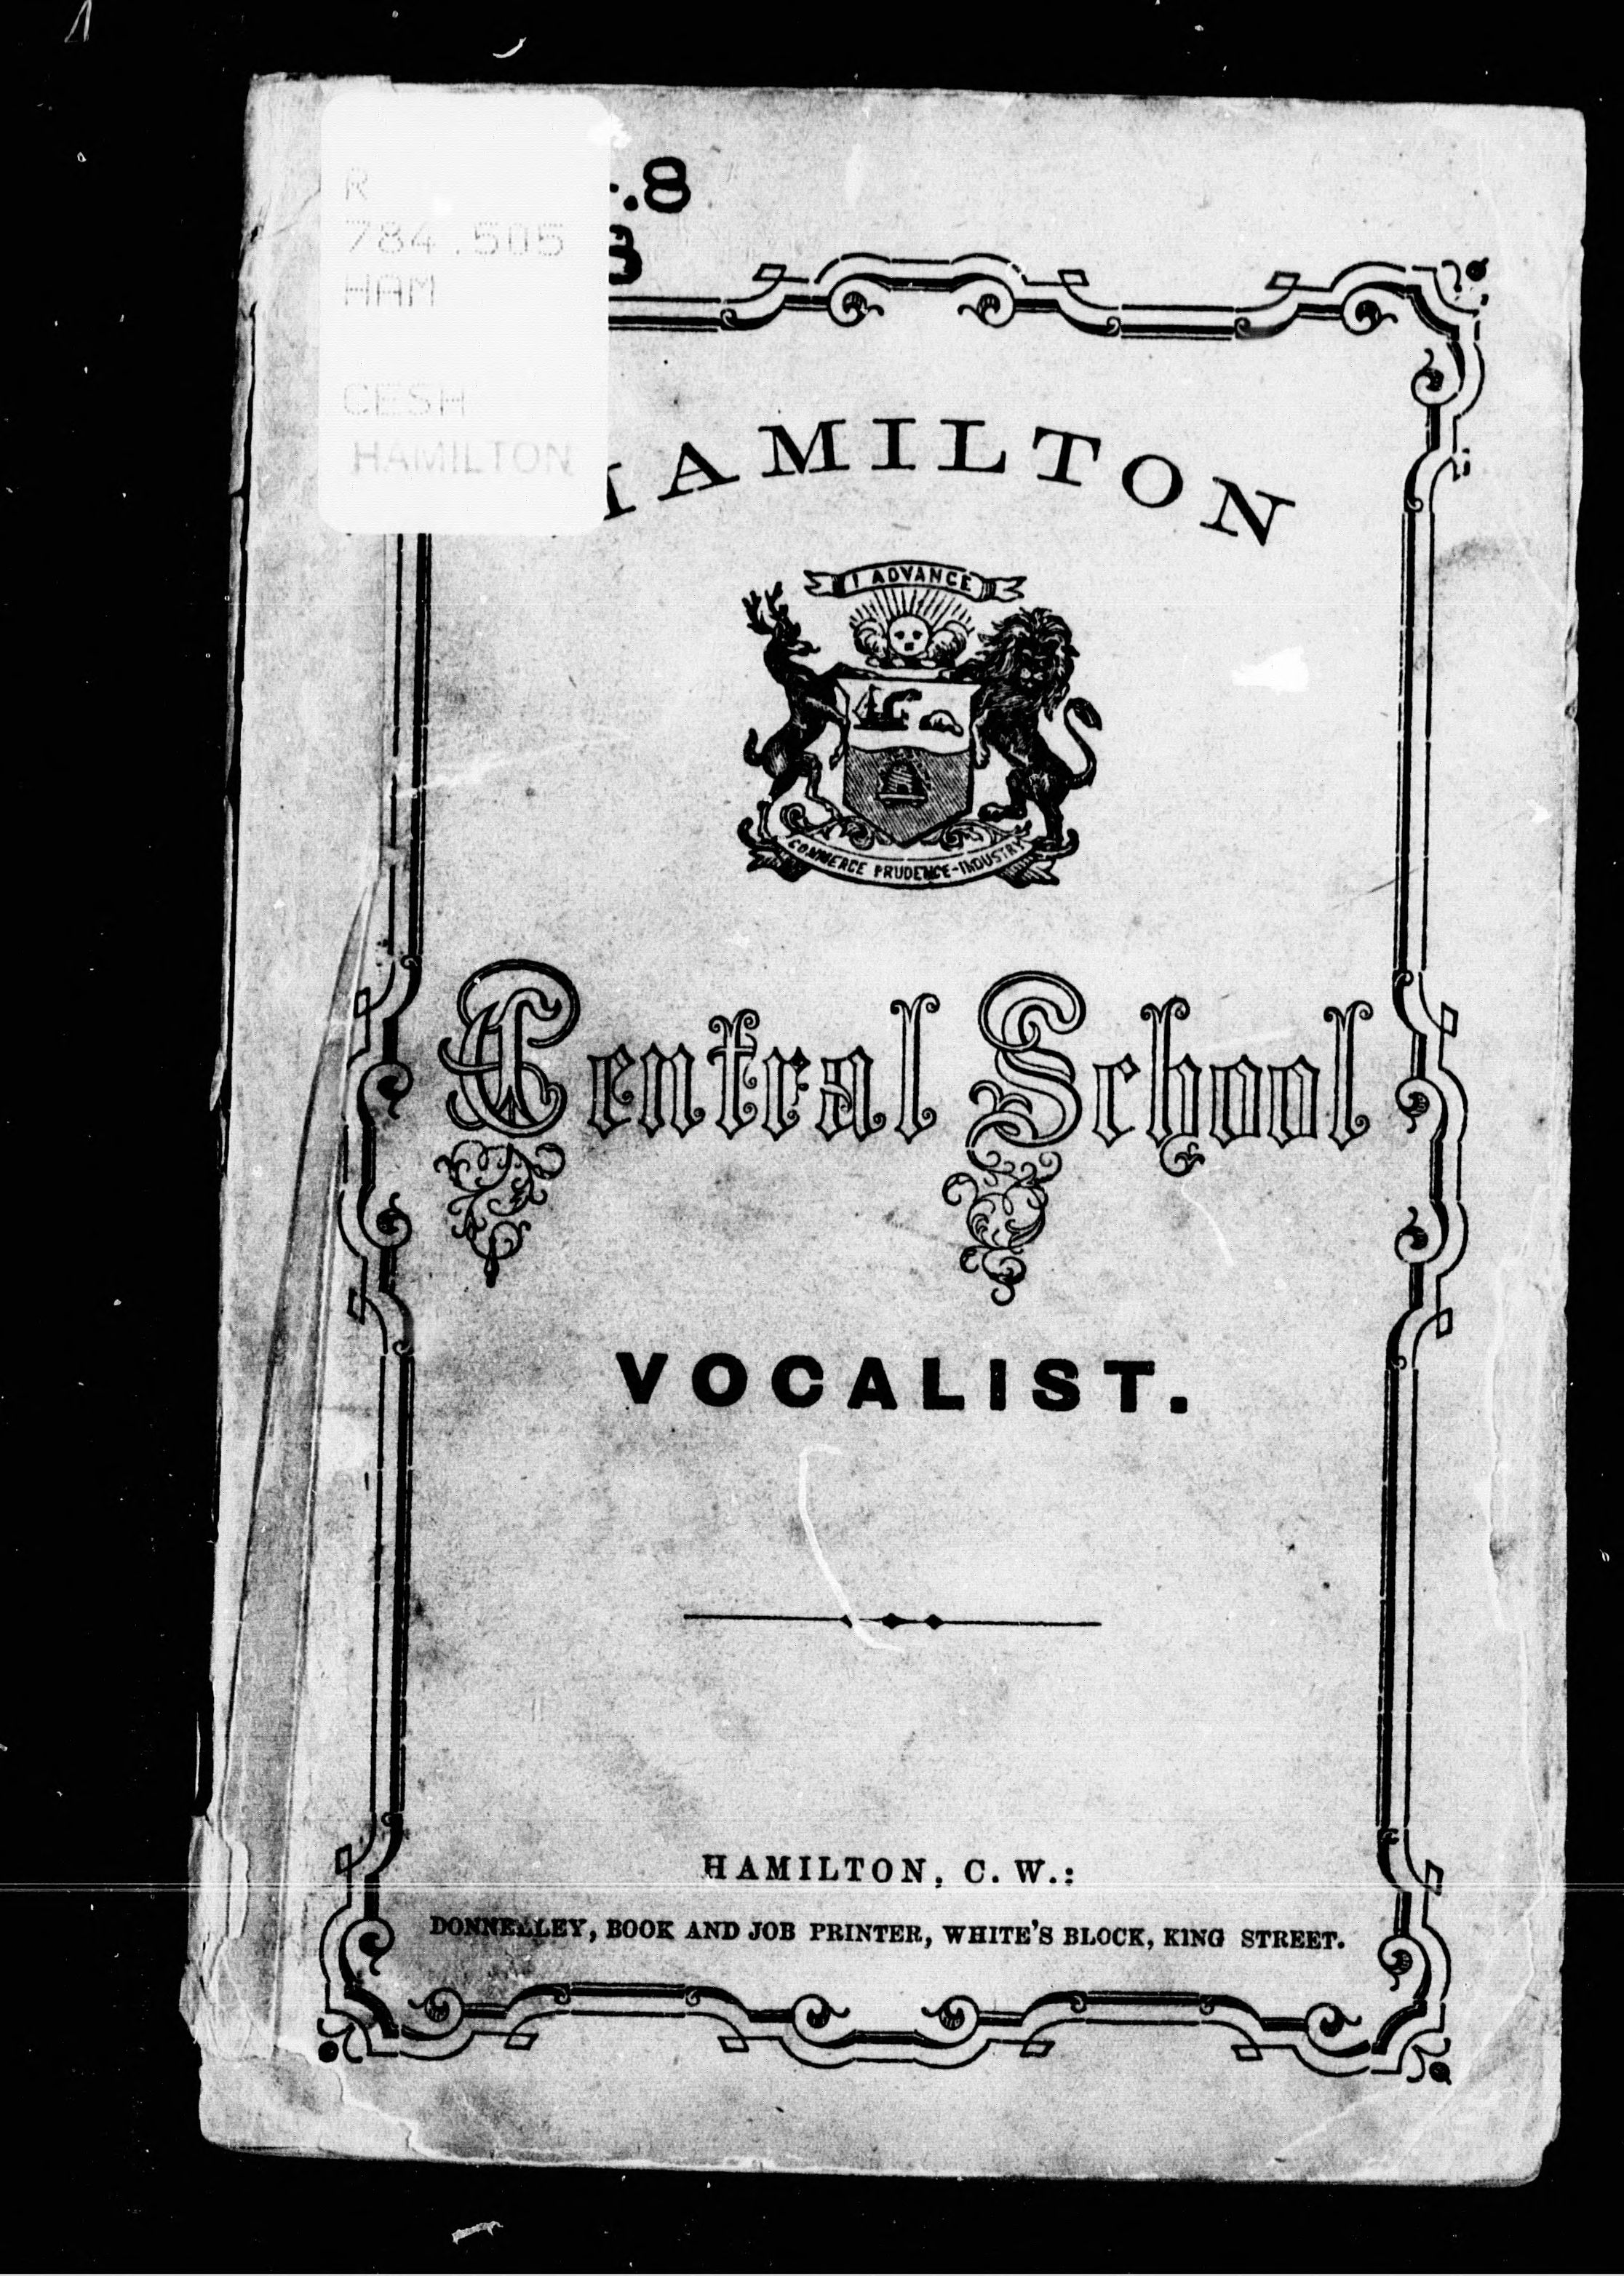 R
784.505
HAM
CESH
HAMILTON
.8
HAMILTON
I ADVANCE
COMMERCE PRUDENCE-INDUSTRY
Central School
VOCALIST.
HAMILTON, C. W.:
DONNELLEY, BOOK AND JOB PRINTER, WHITE'S BLOCK, KING STREET.